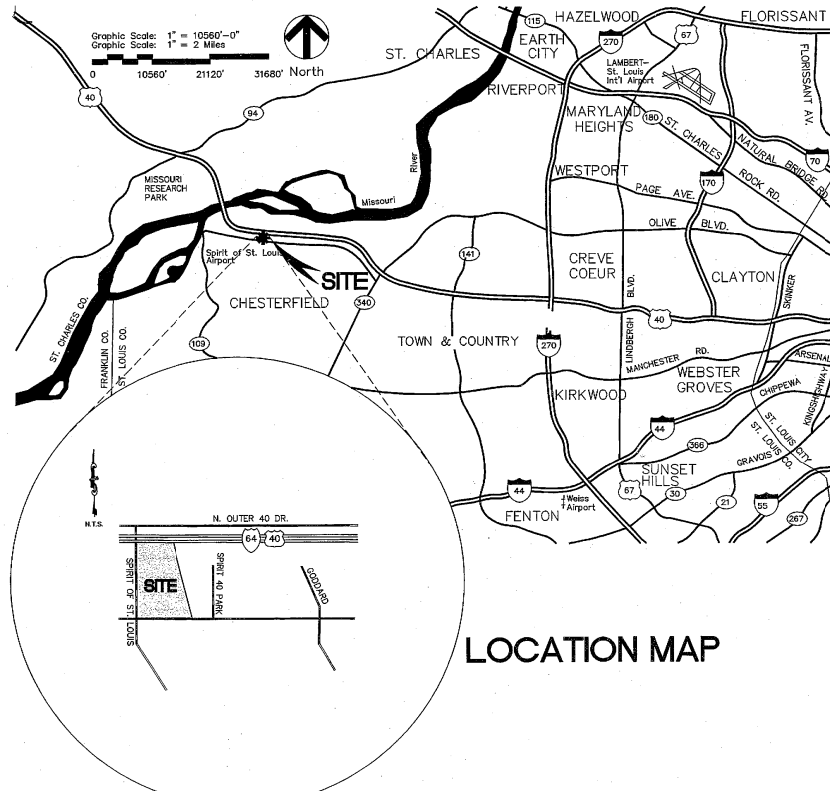 Graphic Scale: 1" = 10560'-0"
Graphic Scale: 1" = 2 Miles
0 10560' 21120' 31680'
North
40
ST. CHARLES
94
115
EARTH
CITY
HAZELWOOD
270
67
FLORISSANT
FLORISSANT AV.
LAMBERT-
St. Louis
Int'l Airport
RIVERPORT
MARYLAND
HEIGHTS
180
ST. CHARLES
ROCK RD.
NATURAL BRIDGE RD.
70
WESTPORT
PAGE AVE.
170
OLIVE BLVD.
MISSOURI
RESEARCH
PARK
Missouri
River
Spirit of St. Louis
Airport
SITE
141
CREVE
COEUR
CLAYTON
SKINKER
CHESTERFIELD
340
ST. CHARLES CO.
FRANKLIN CO.
ST LOUIS CO.
109
TOWN & COUNTRY
270
LINDBERGH BLVD.
40
MANCHESTER RD.
WEBSTER
GROVES
ARSENAL
CHIPPEWA
KINGSHIGHWAY
KIRKWOOD
44
366
ST. LOUIS CITY
ST. LOUIS CO.
GRAVOIS
SUNSET
HILLS
44
Weiss
Airport
67
30
21
55
267
FENTON
N.T.S.
N. OUTER 40 DR.
64
40
SPIRIT OF ST. LOUIS
SITE
SPIRIT 40 PARK
GODDARD
LOCATION MAP